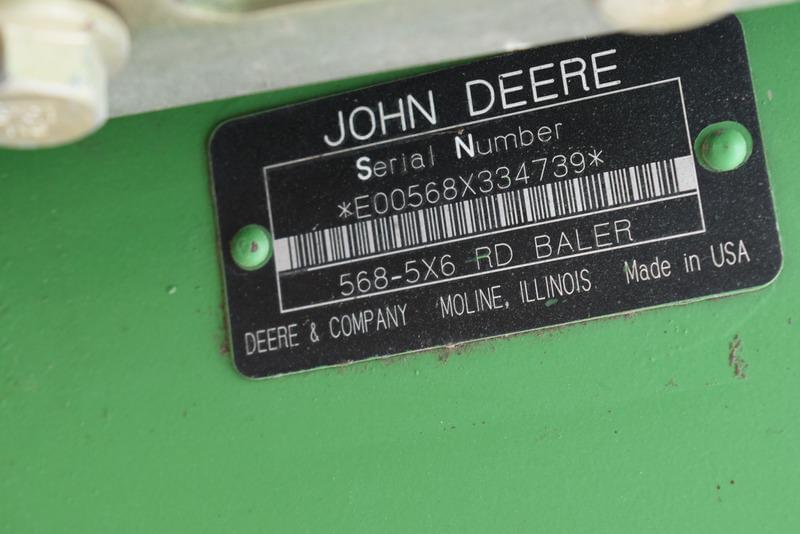 JOHN DEERE
Serial Number
*E00568X334739*
568-5X6 RD BALER
DEERE & COMPANY MOLINE, ILLINOIS Made in USA